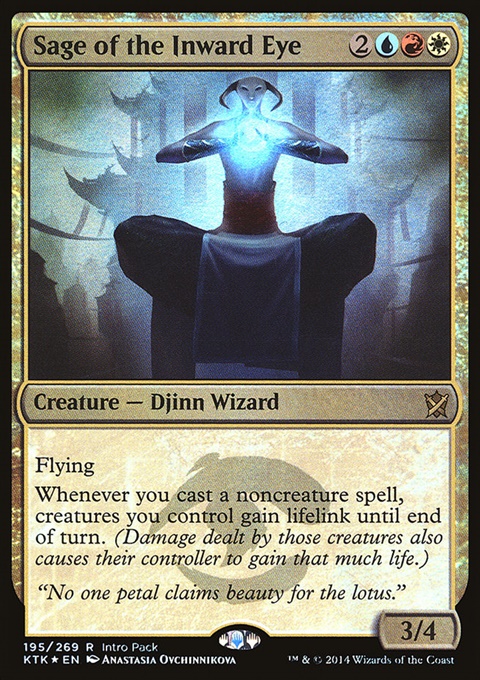 Sage of the Inward Eye 2
Creature — Djinn Wizard
Flying
Whenever you cast a noncreature spell,
creatures you control gain lifelink until end
of turn. (Damage dealt by those creatures also
causes their controller to gain that much life.)
“No one petal claims beauty for the lotus.”
3/4
195/269 R Intro Pack
KTK ★ EN Anastasia Ovchinnikova
™ & © 2014 Wizards of the Coast